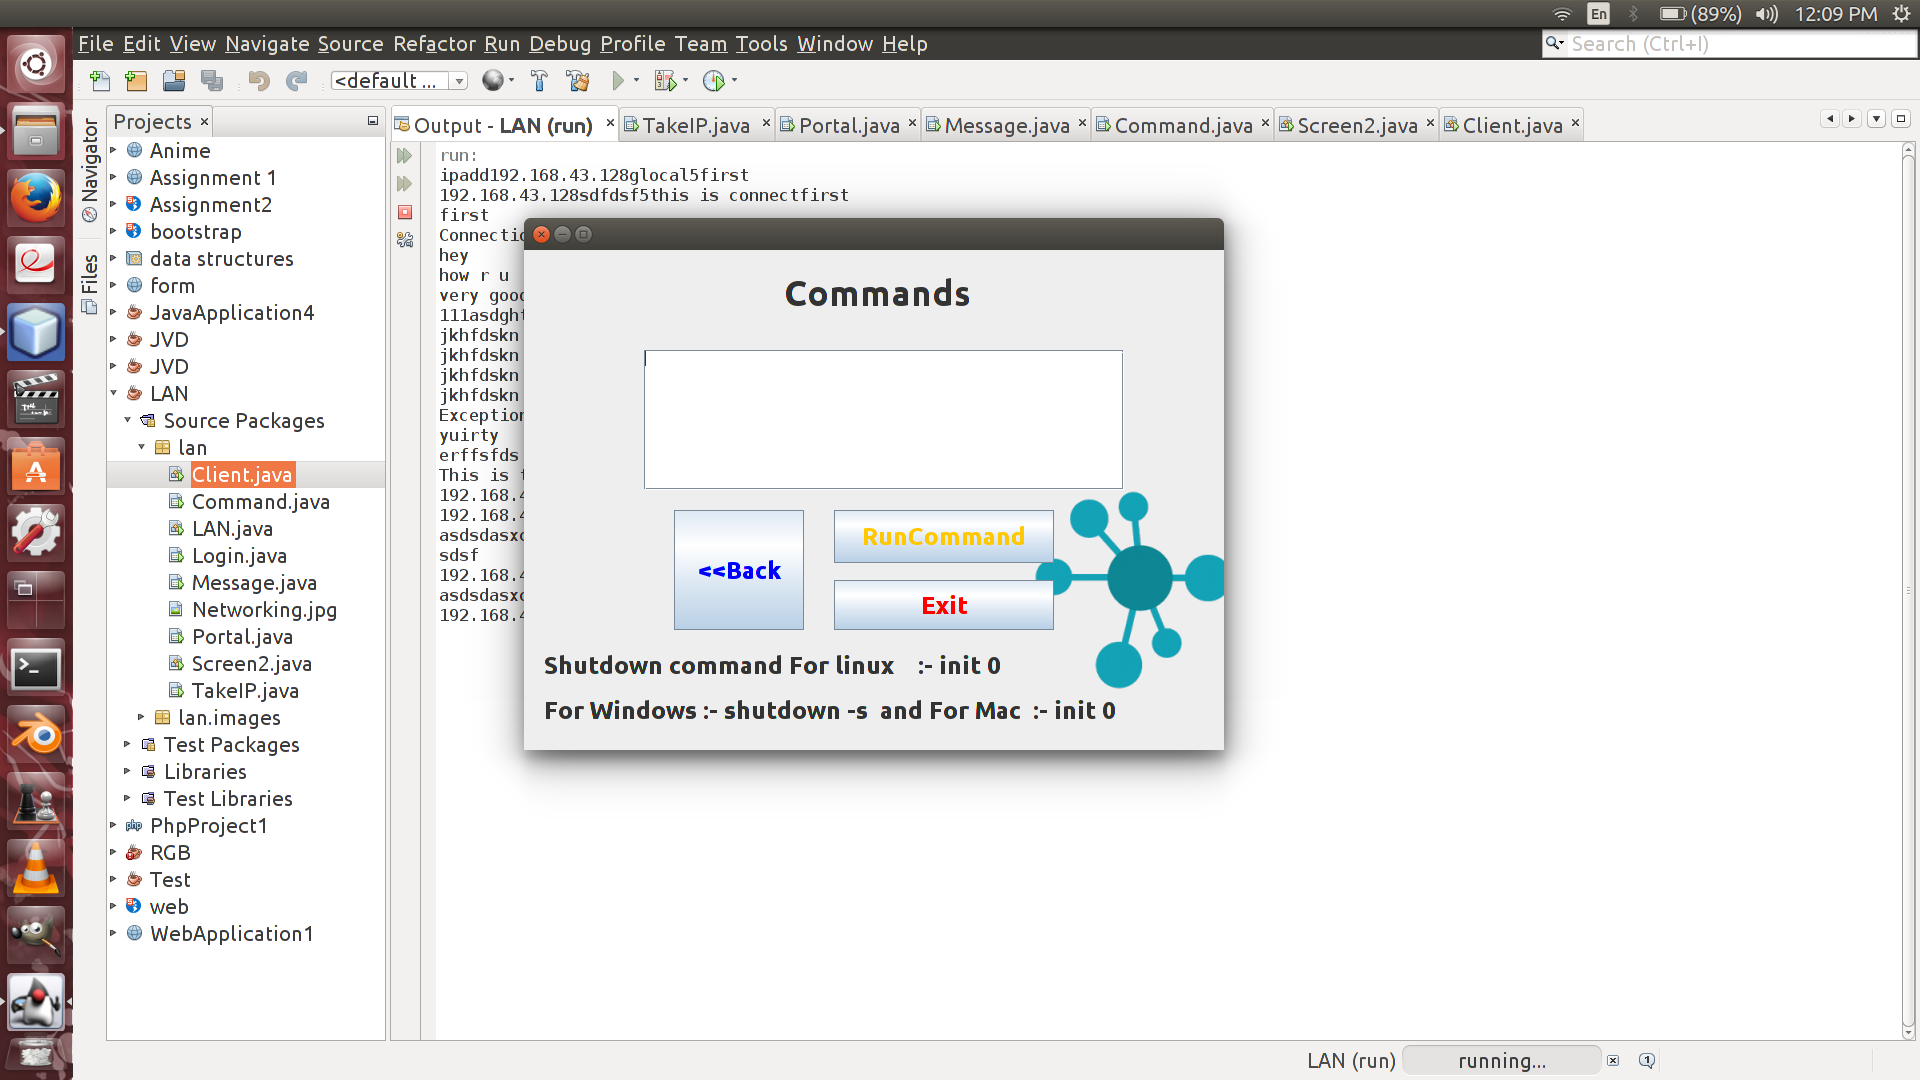 En (89%) 12:09 PM
File Edit View Navigate Source Refactor Run Debug Profile Team Tools Window Help
Search (Ctrl+I)
<default ...
Projects
Output - LAN (run) TakeIP.java Portal.java Message.java Command.java Screen2.java Client.java
Navigator
Files
Anime
Assignment 1
Assignment2
bootstrap
data structures
form
JavaApplication4
JVD
JVD
LAN
Source Packages
lan
Client.java
Command.java
LAN.java
Login.java
Message.java
Networking.jpg
Portal.java
Screen2.java
TakeIP.java
lan.images
Test Packages
Libraries
Test Libraries
PhpProject1
RGB
Test
web
WebApplication1
run:
ipadd192.168.43.128glocal5first
192.168.43.128sdfdsf5this is connectfirst
first
Connectio
hey
how r u
very good
111asdghf
jkhfdskn
jkhfdskn
jkhfdskn
jkhfdskn
Exception
yuirty
erffsfds
This is
192.168.4
192.168.4
asdsdasxc
sdsf
192.168.4
asdsdasxc
192.168.4
Commands
<<Back
RunCommand
Exit
Shutdown command For linux :- init 0
For Windows :- shutdown -s and For Mac :- init 0
LAN (run) running...